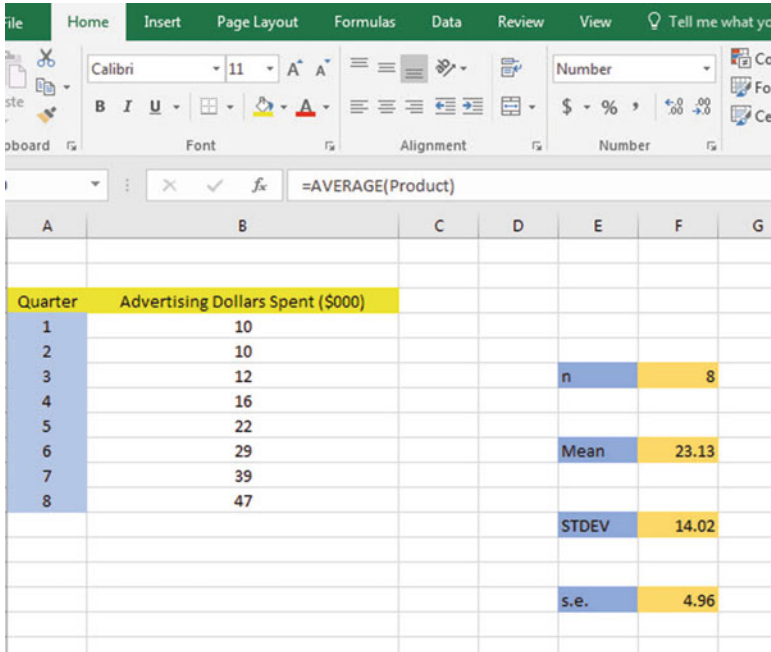 File Home Insert Page Layout Formulas Data Review View Tell me what
Calibri 11 A A Number
B I U A $ % , .00 .00
Font Alignment Number
=AVERAGE(Product)
A B C D E F G
Quarter Advertising Dollars Spent ($000)
1 10
2 10
3 12 n 8
4 16
5 22
6 29 Mean 23.13
7 39
8 47
STDEV 14.02
s.e. 4.96